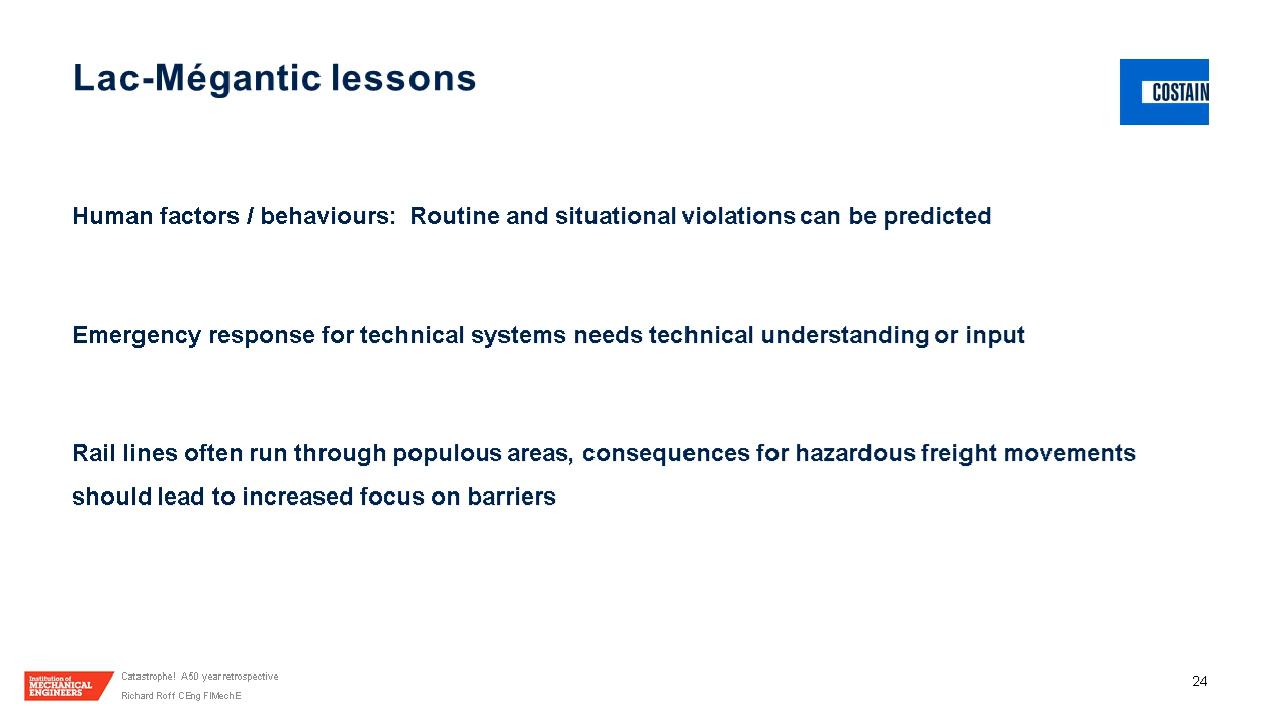 Lac-Mégantic lessons
COSTAIN
Human factors / behaviours:  Routine and situational violations can be predicted
Emergency response for technical systems needs technical understanding or input
Rail lines often run through populous areas, consequences for hazardous freight movements
should lead to increased focus on barriers
Institution of
MECHANICAL
ENGINEERS
Catastrophe!  A 50 year retrospective
Richard Roff CEng FIMechE
24